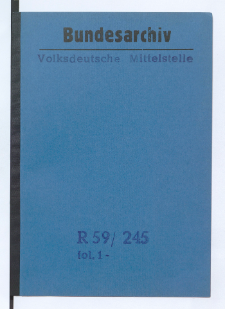 Bundesarchiv
Volksdeutsche Mittelstelle
R 59/ 245
fol. 1-